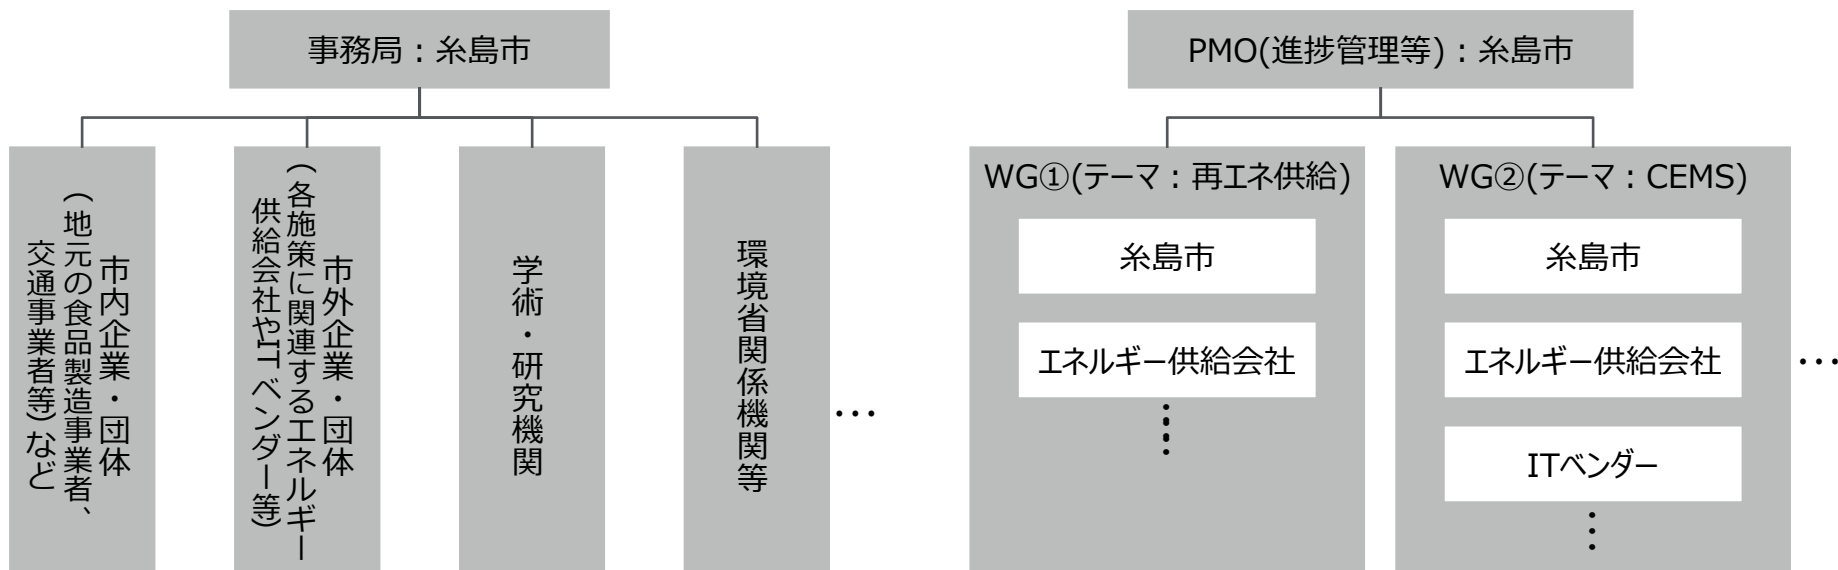 事務局：糸島市
市内企業・団体
（地元の食品製造事業者、
交通事業者等）など
市外企業・団体
（各施策に関連するエネルギー
供給会社やITベンダー等）
学術・研究機関
環境省関係機関等
…
PMO(進捗管理等)：糸島市
WG①(テーマ：再エネ供給)
糸島市
エネルギー供給会社
⋮
WG②(テーマ：CEMS)
糸島市
エネルギー供給会社
ITベンダー
⋮
…